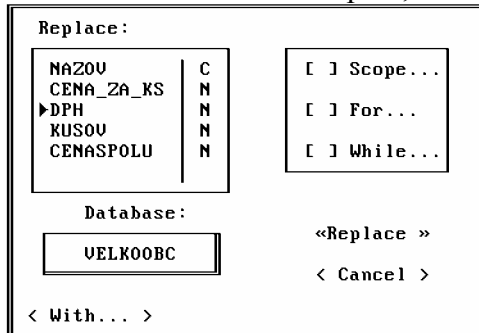 Replace:
NAZOV C
CENA_ZA_KS N
▶DPH N
KUSOV N
CENASPOLU N
[ ] Scope...
[ ] For...
[ ] While...
Database:
VELKOOBC
«Replace »
< Cancel >
< With... >